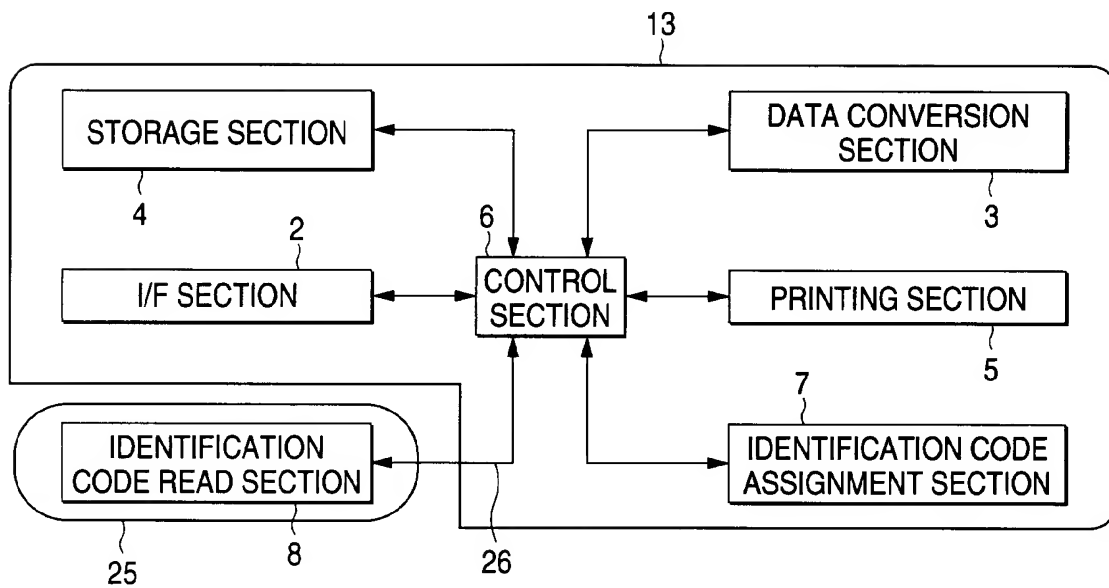 13
STORAGE SECTION
4
DATA CONVERSION
SECTION
3
2
I/F SECTION
6
CONTROL
SECTION
PRINTING SECTION
5
IDENTIFICATION
CODE READ SECTION
8
25
26
7
IDENTIFICATION CODE
ASSIGNMENT SECTION